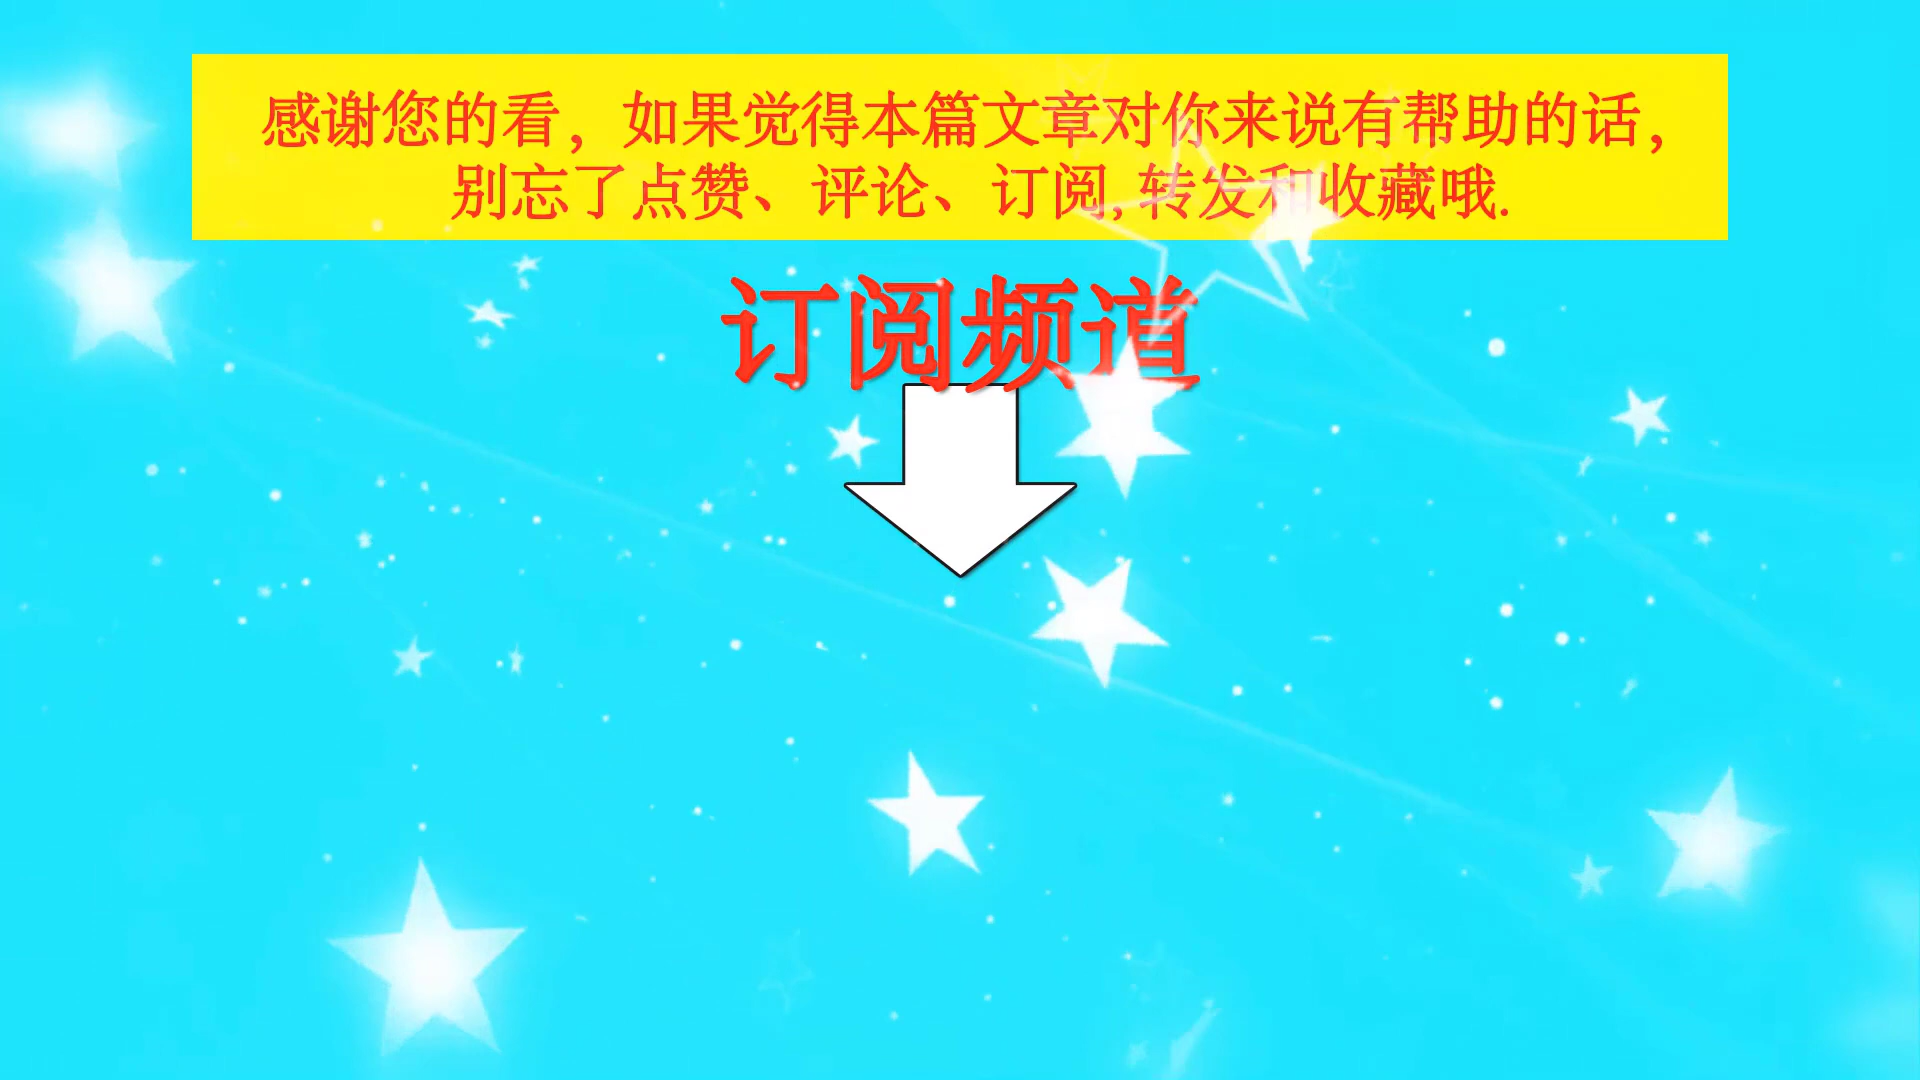 感谢您的看，如果觉得本篇文章对你来说有帮助的话，
别忘了点赞、评论、订阅,转发和收藏哦.
订阅频道